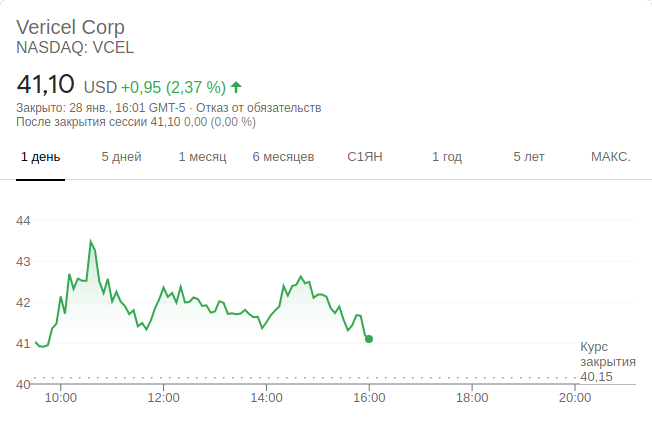 Vericel Corp
NASDAQ: VCEL
41,10 USD +0,95 (2,37 %)
Закрыто: 28 янв., 16:01 GMT-5 · Отказ от обязательств
После закрытия сессии 41,10 0,00 (0,00 %)
1 день 5 дней 1 месяц 6 месяцев С1ЯН 1 год 5 лет МАКС.
44
43
42
41
Курс
закрытия
40,15
40
10:00 12:00 14:00 16:00 18:00 20:00